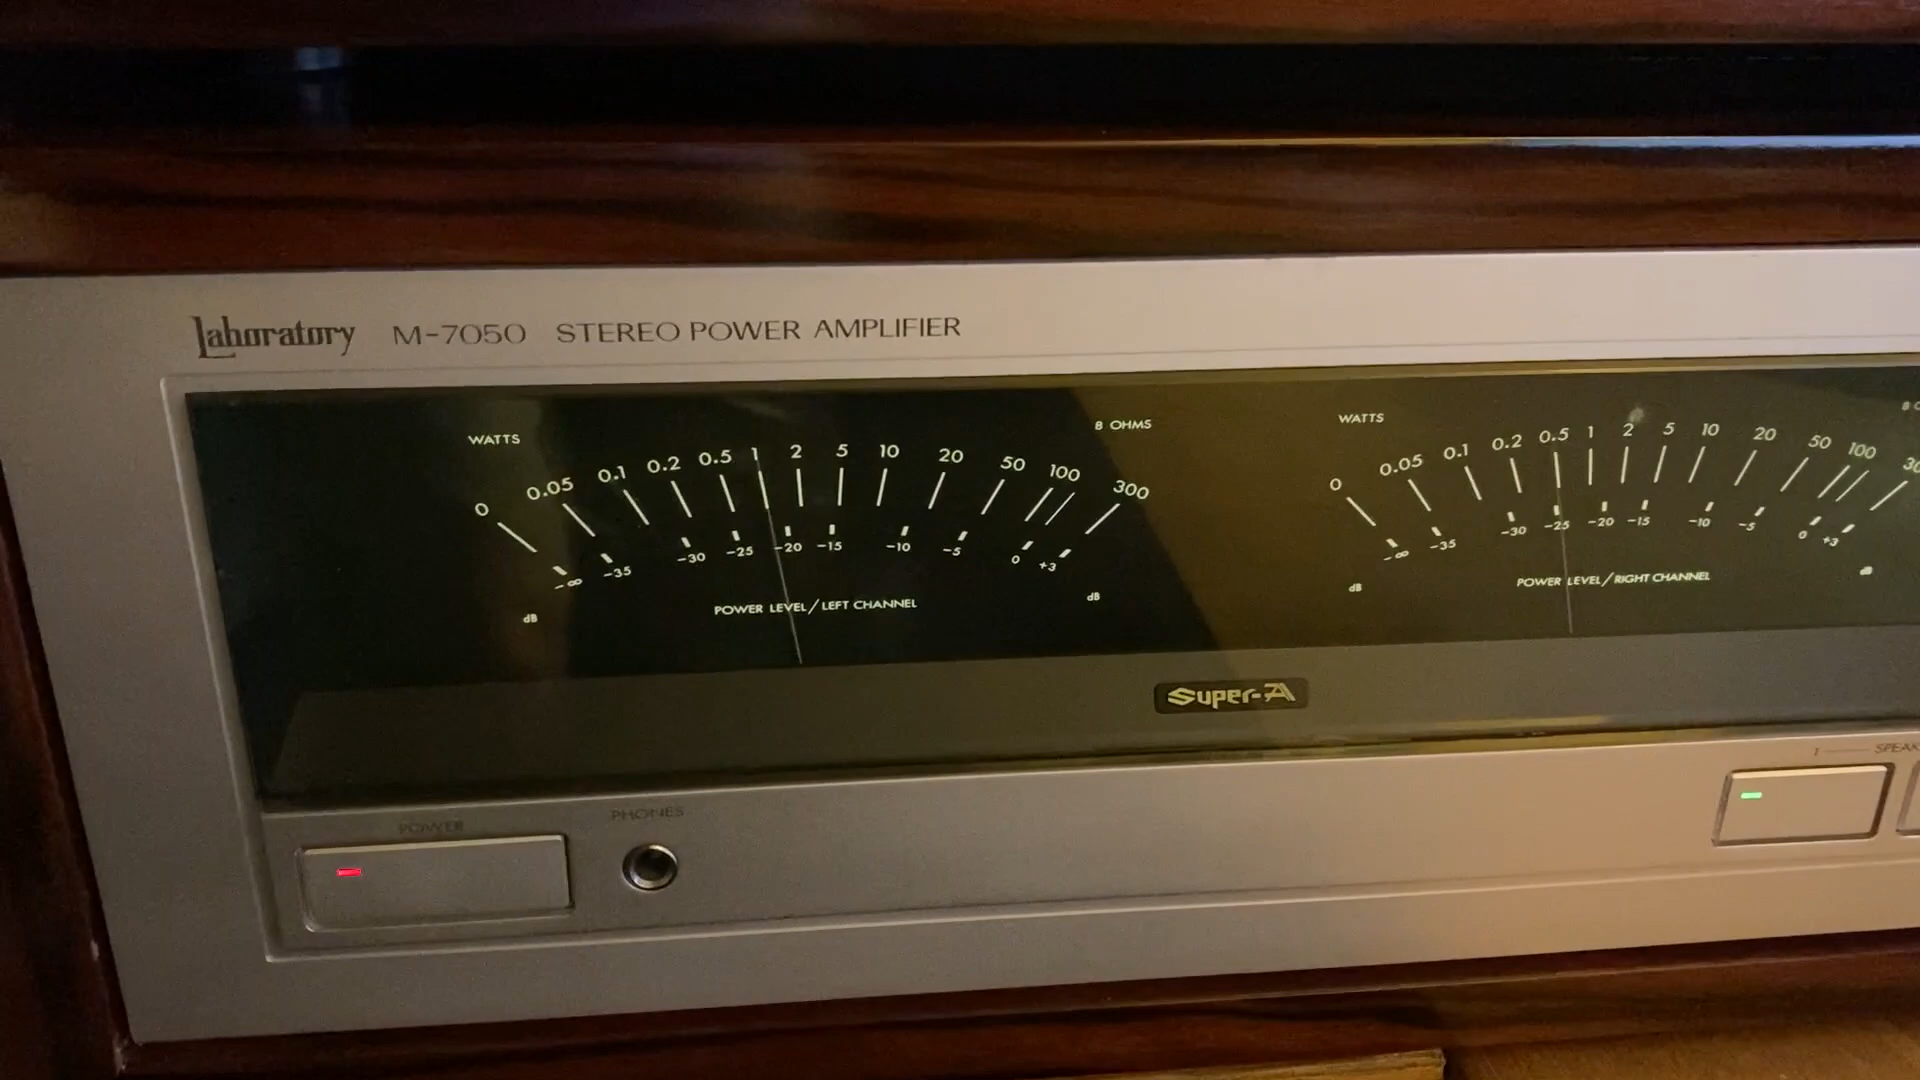 Laboratory M-7050 STEREO POWER AMPLIFIER
WATTS 8 OHMS
0 0.05 0.1 0.2 0.5 1 2 5 10 20 50 100 300
-∞ -35 -30 -25 -20 -15 -10 -5 0 +3
dB dB
POWER LEVEL/LEFT CHANNEL
WATTS 8
0 0.05 0.1 0.2 0.5 1 2 5 10 20 50 100
-∞ -35 -30 -25 -20 -15 -10 -5 0 +3
dB dB
POWER LEVEL/RIGHT CHANNEL
Super-A
POWER PHONES